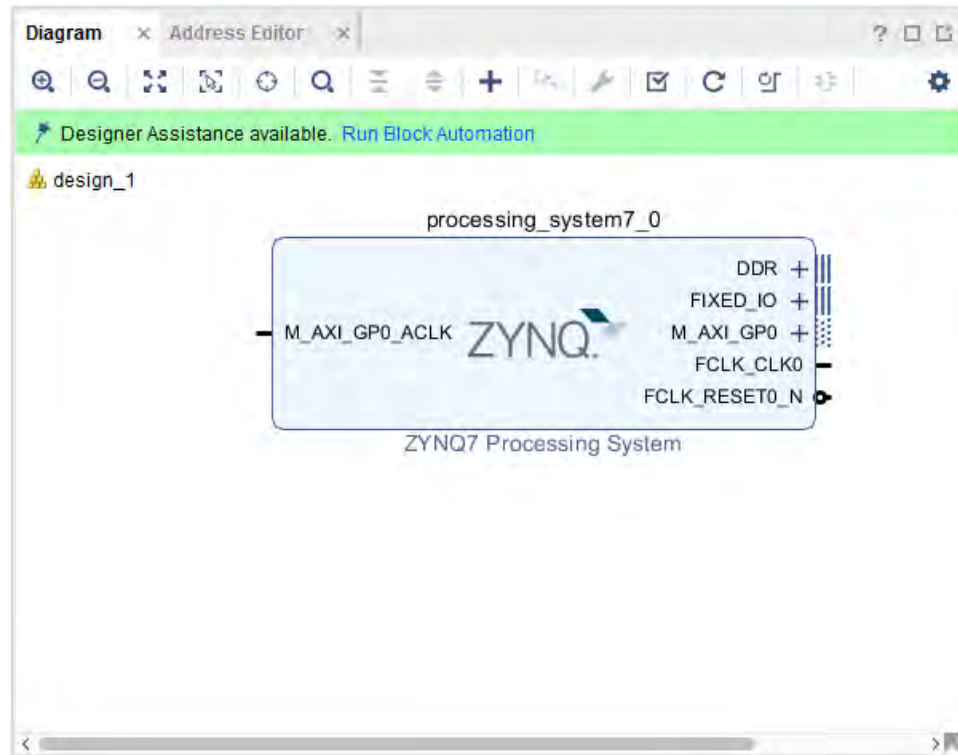 Diagram × Address Editor × ?
Designer Assistance available. Run Block Automation
design_1
processing_system7_0
DDR
FIXED_IO
M_AXI_GP0_ACLK ZYNQ. M_AXI_GP0
FCLK_CLK0
FCLK_RESET0_N
ZYNQ7 Processing System